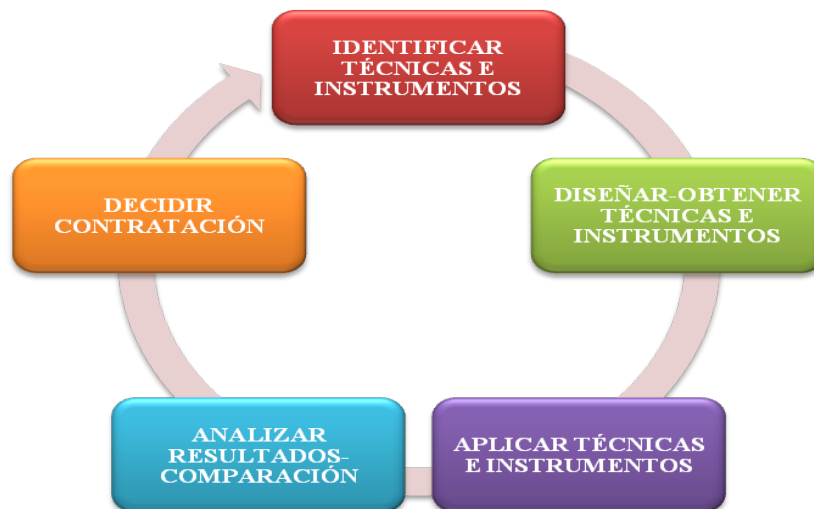 IDENTIFICAR
TÉCNICAS E
INSTRUMENTOS
DISEÑAR-OBTENER
TÉCNICAS E
INSTRUMENTOS
APLICAR TÉCNICAS
E INSTRUMENTOS
ANALIZAR
RESULTADOS-
COMPARACIÓN
DECIDIR
CONTRATACIÓN